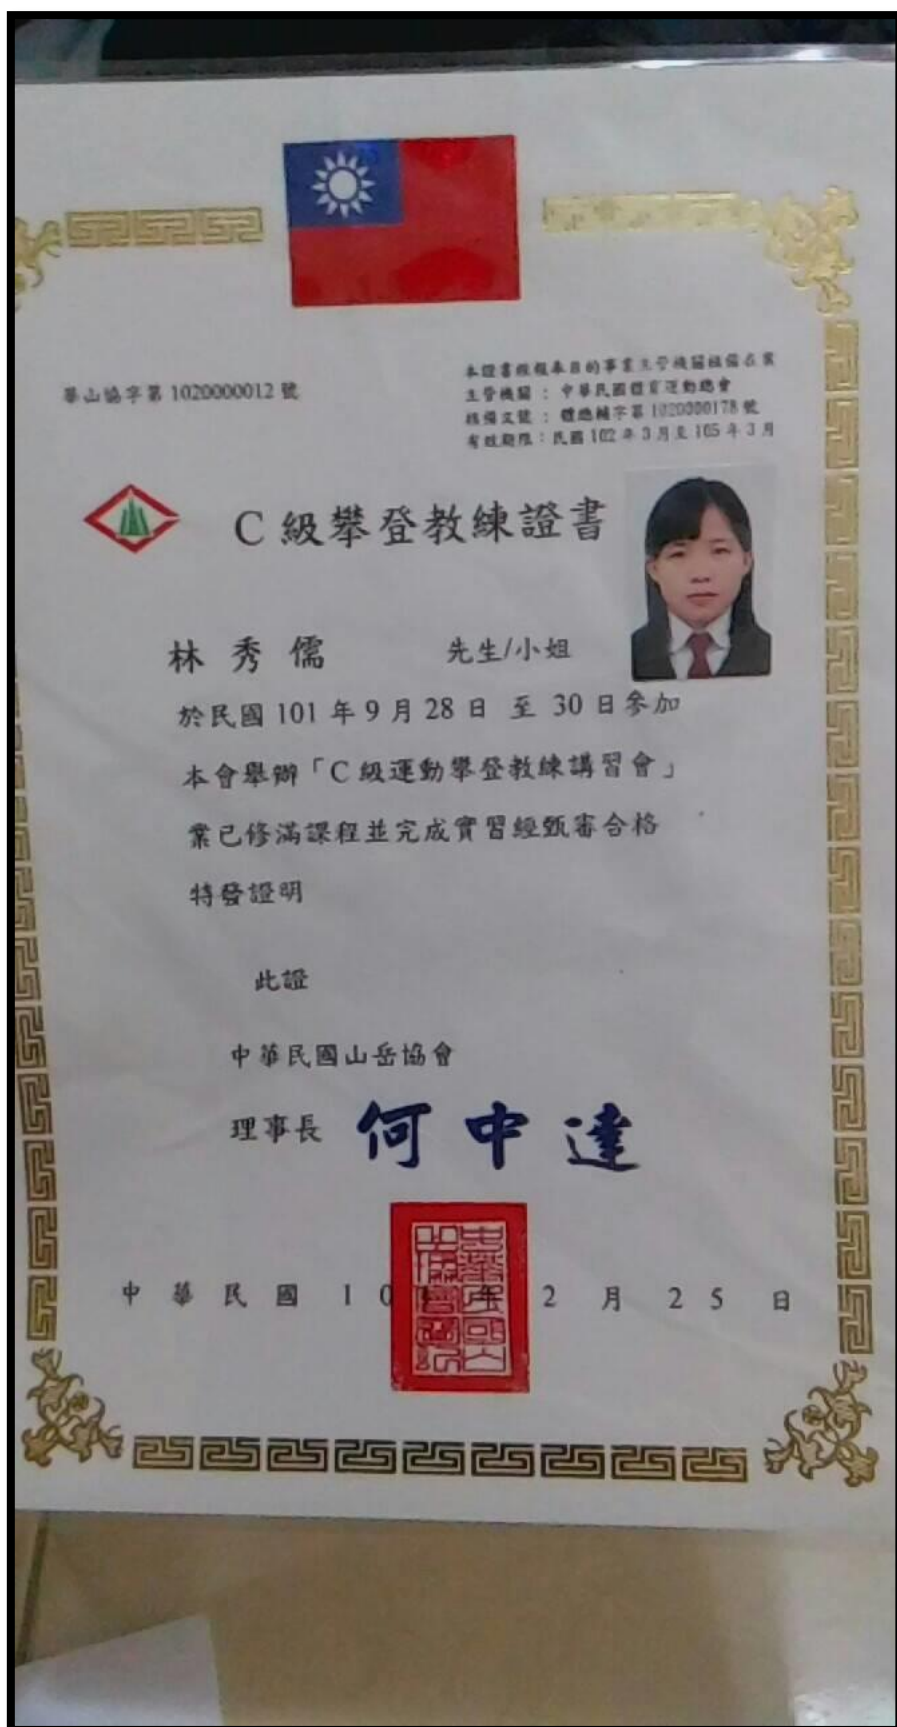 華山協字第 1020000012 號
本證書經報奉目的事業主管機關核備在案
主管機關：中華民國體育運動總會
核備文號：體總輔字第 1020000178 號
有效期限：民國 102 年 3 月至 105 年 3 月
C 級攀登教練證書
林秀儒 先生/小姐
於民國 101 年 9 月 28 日 至 30 日參加
本會舉辦「C 級運動攀登教練講習會」
業已修滿課程並完成實習經甄審合格
特發證明
此證
中華民國山岳協會
理事長 何中達
中華民國 10 年 2 月 25 日